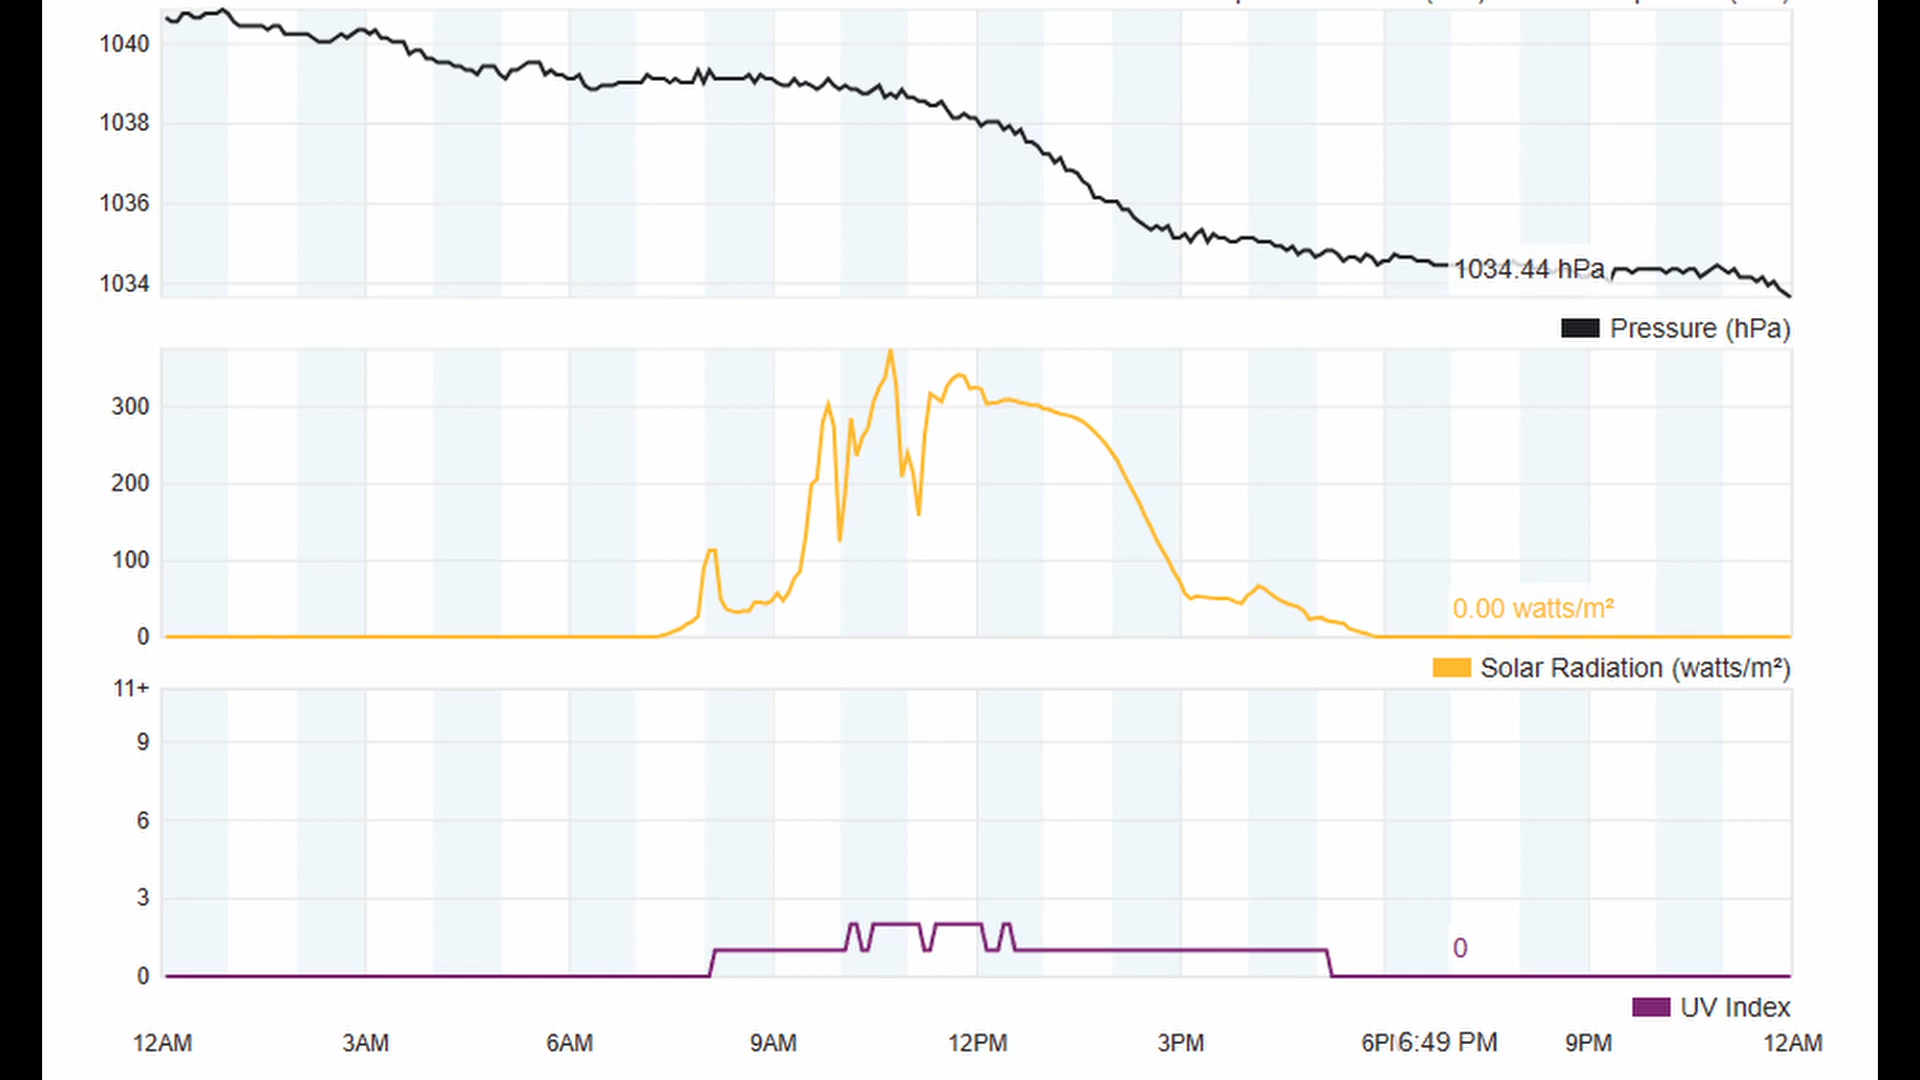 1040
1038
1036
1034
1034.44 hPa
Pressure (hPa)
300
200
100
0
0.00 watts/m²
Solar Radiation (watts/m²)
11+
9
6
3
0
0
UV Index
12AM 3AM 6AM 9AM 12PM 3PM 6P 6:49 PM 9PM 12AM